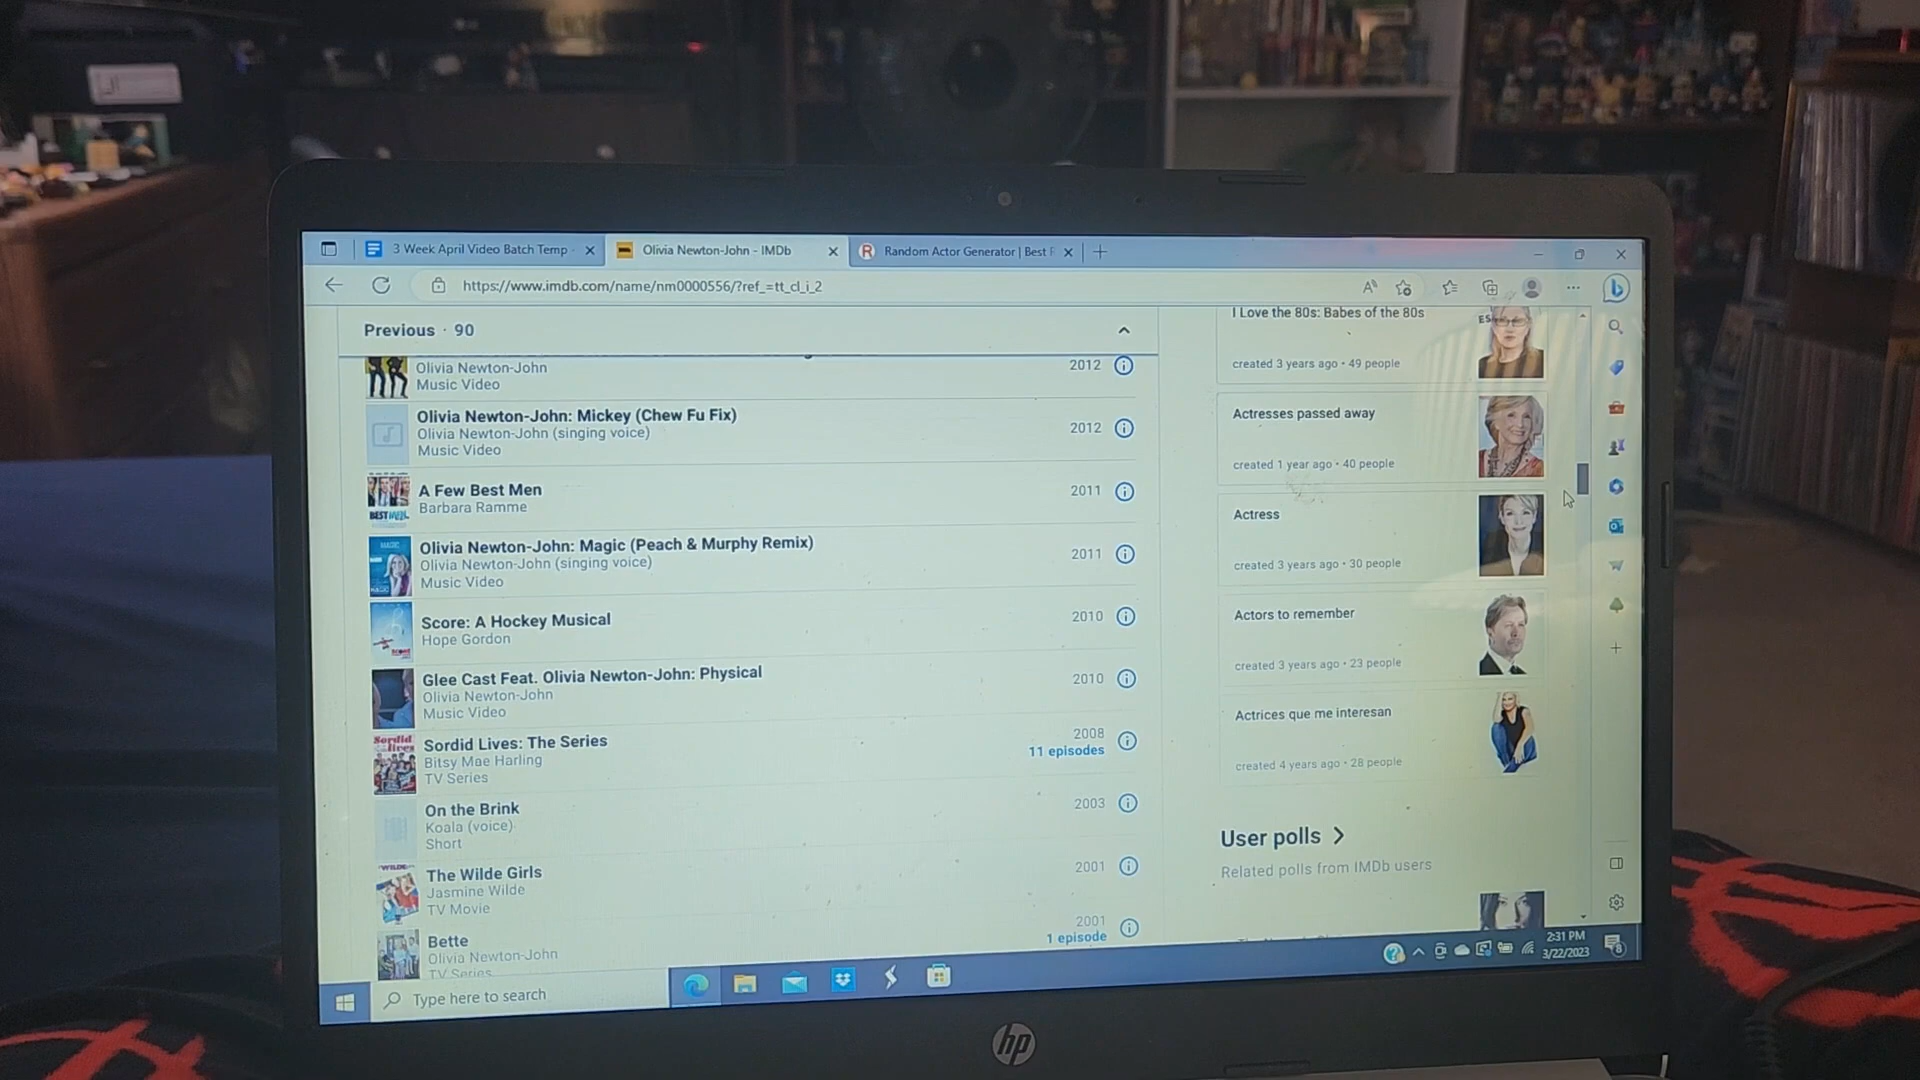 3 Week April Video Batch Temp
Olivia Newton-John - IMDb
Random Actor Generator | Best
https://www.imdb.com/name/nm0000556/?ref_=tt_cl_i_2
Previous · 90
Olivia Newton-John
Music Video
2012
Olivia Newton-John: Mickey (Chew Fu Fix)
Olivia Newton-John (singing voice)
Music Video
2012
A Few Best Men
Barbara Ramme
2011
Olivia Newton-John: Magic (Peach & Murphy Remix)
Olivia Newton-John (singing voice)
Music Video
2011
Score: A Hockey Musical
Hope Gordon
2010
Glee Cast Feat. Olivia Newton-John: Physical
Olivia Newton-John
Music Video
2010
Sordid Lives: The Series
Bitsy Mae Harling
TV Series
2008
11 episodes
On the Brink
Koala (voice)
Short
2003
The Wilde Girls
Jasmine Wilde
TV Movie
2001
Bette
Olivia Newton-John
TV Series
2001
1 episode
I Love the 80s: Babes of the 80s
created 3 years ago • 49 people
Actresses passed away
created 1 year ago • 40 people
Actress
created 3 years ago • 30 people
Actors to remember
created 3 years ago • 23 people
Actrices que me interesan
created 4 years ago • 28 people
User polls
Related polls from IMDb users
Type here to search
2:31 PM
3/22/2023
8
hp